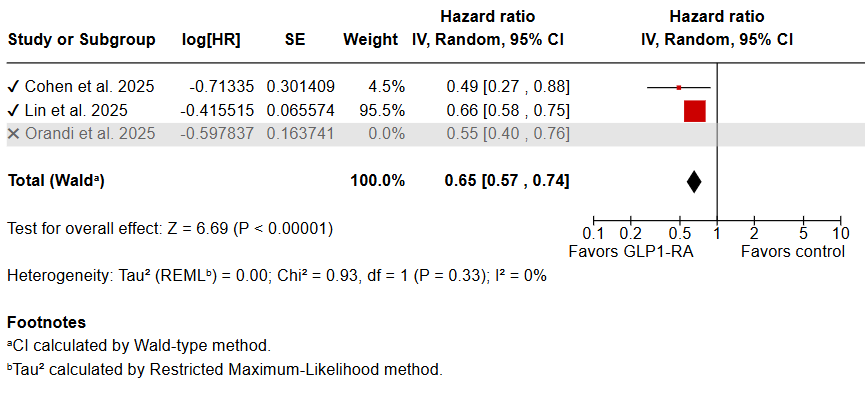 Hazard ratio Hazard ratio
Study or Subgroup log[HR] SE Weight IV, Random, 95% CI IV, Random, 95% CI
✓ Cohen et al. 2025 -0.71335 0.301409 4.5% 0.49 [0.27 , 0.88]
✓ Lin et al. 2025 -0.415515 0.065574 95.5% 0.66 [0.58 , 0.75]
✕ Orandi et al. 2025 -0.597837 0.163741 0.0% 0.55 [0.40 , 0.76]
Total (Waldᵃ) 100.0% 0.65 [0.57 , 0.74]
Test for overall effect: Z = 6.69 (P < 0.00001)
0.1 0.2 0.5 1 2 5 10
Favors GLP1-RA Favors control
Heterogeneity: Tau² (REMLᵇ) = 0.00; Chi² = 0.93, df = 1 (P = 0.33); I² = 0%
Footnotes
ᵃCI calculated by Wald-type method.
ᵇTau² calculated by Restricted Maximum-Likelihood method.